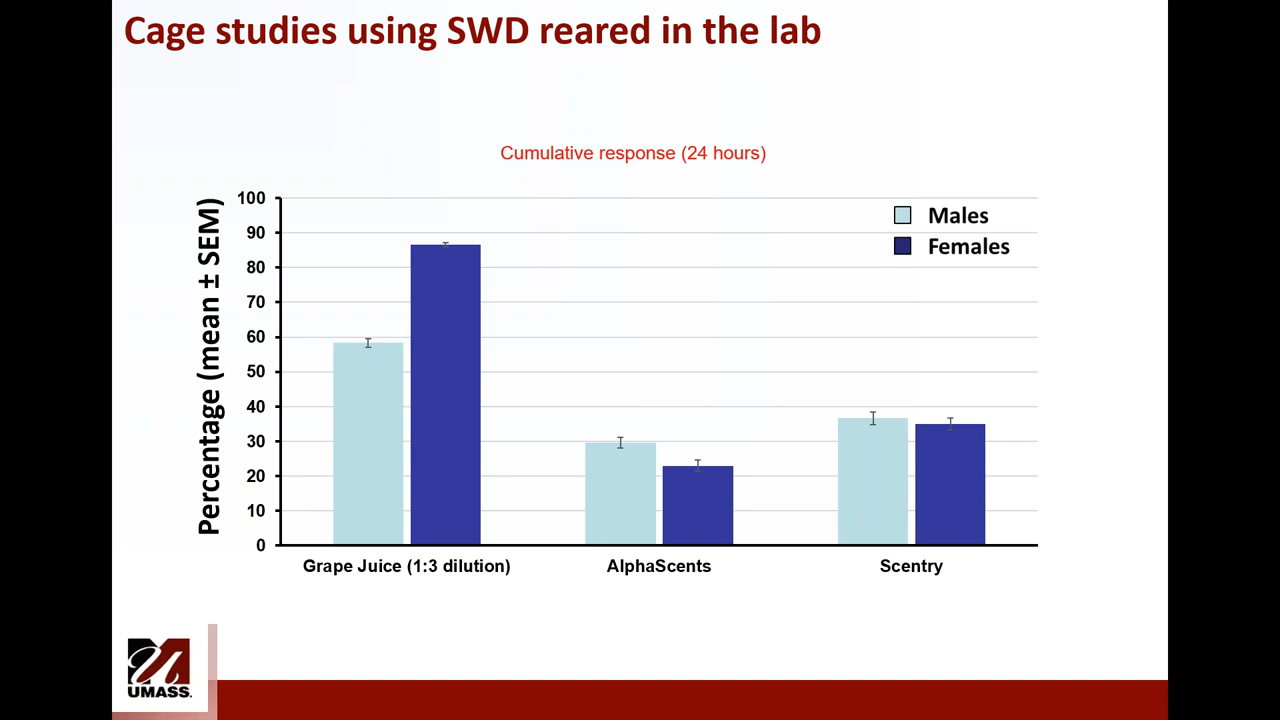 Cage studies using SWD reared in the lab
Cumulative response (24 hours)
Percentage (mean ± SEM)
100
90
80
70
60
50
40
30
20
10
0
Males
Females
Grape Juice (1:3 dilution)
AlphaScents
Scentry
UMASS.